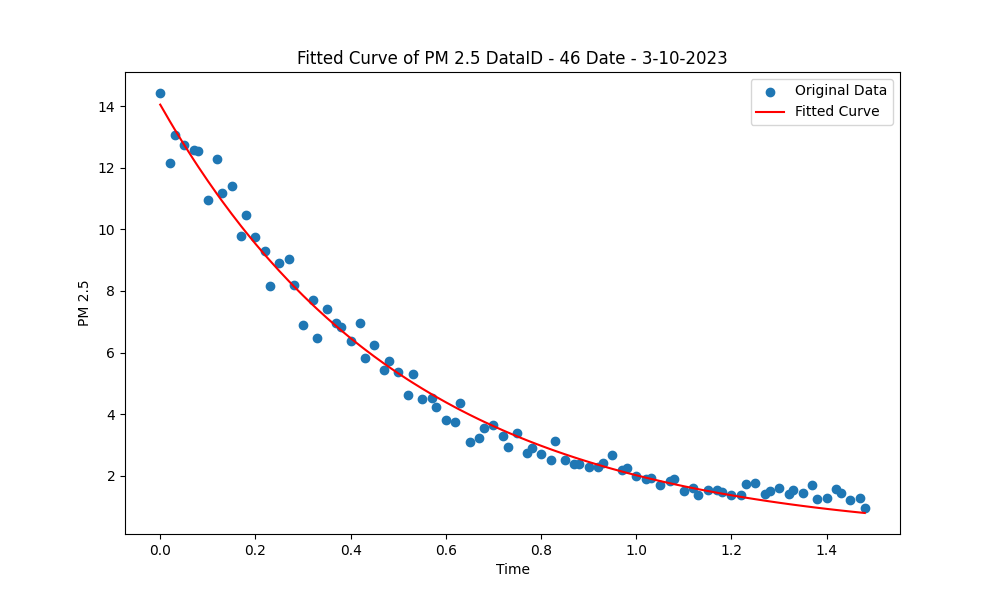 Fitted Curve of PM 2.5 DataID - 46 Date - 3-10-2023
Original Data
Fitted Curve
14
12
10
8
6
4
2
PM 2.5
0.0 0.2 0.4 0.6 0.8 1.0 1.2 1.4
Time